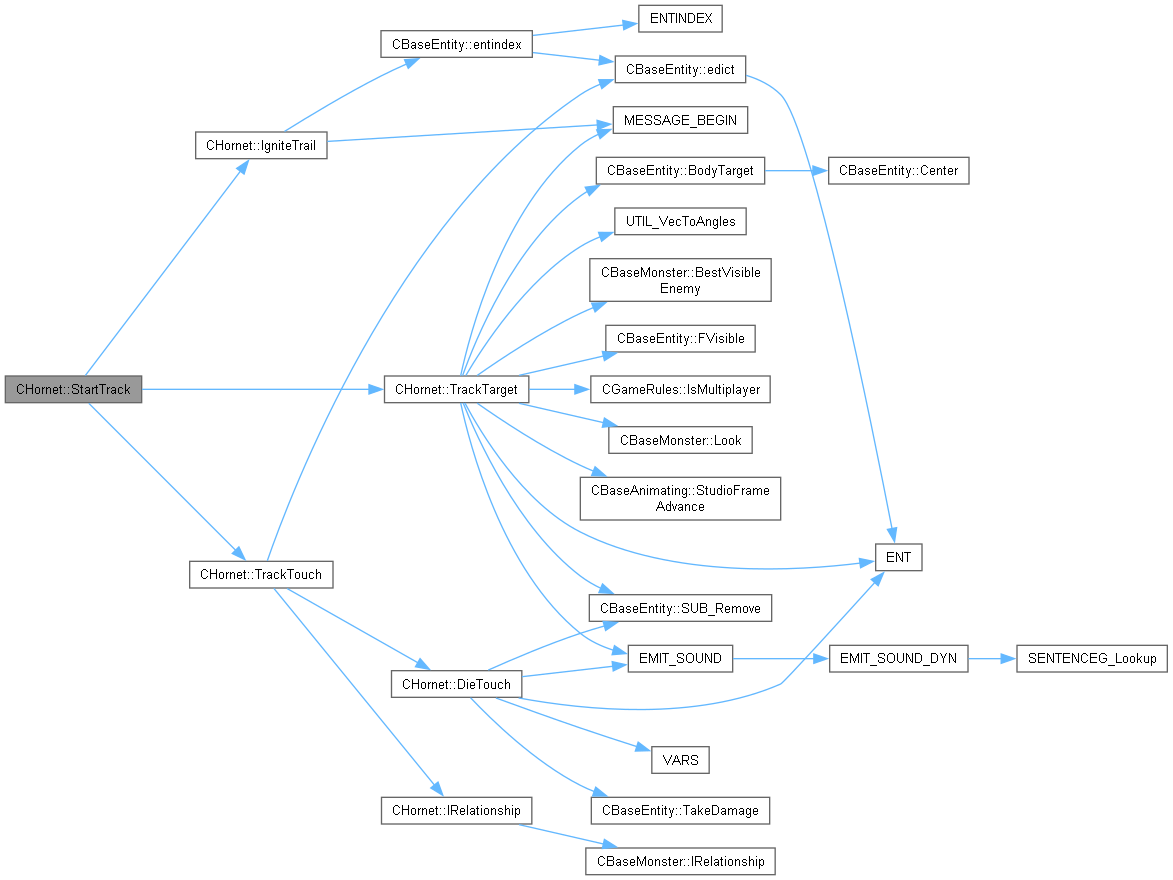 ENTINDEX
CBaseEntity::entindex
CBaseEntity::edict
MESSAGE_BEGIN
CHornet::IgniteTrail
CBaseEntity::BodyTarget
CBaseEntity::Center
UTIL_VecToAngles
CBaseMonster::BestVisible
Enemy
CBaseEntity::FVisible
CHornet::StartTrack
CHornet::TrackTarget
CGameRules::IsMultiplayer
CBaseMonster::Look
CBaseAnimating::StudioFrame
Advance
ENT
CHornet::TrackTouch
CBaseEntity::SUB_Remove
EMIT_SOUND
EMIT_SOUND_DYN
SENTENCEG_Lookup
CHornet::DieTouch
VARS
CHornet::IRelationship
CBaseEntity::TakeDamage
CBaseMonster::IRelationship